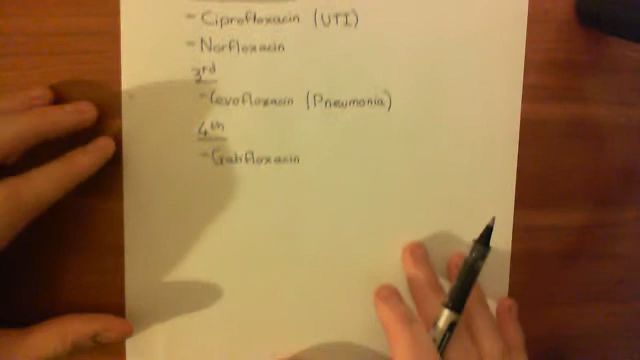 - Ciprofloxacin (UTI)
- Norfloxacin
3rd
- Levofloxacin (Pneumonia)
4th
- Gatifloxacin